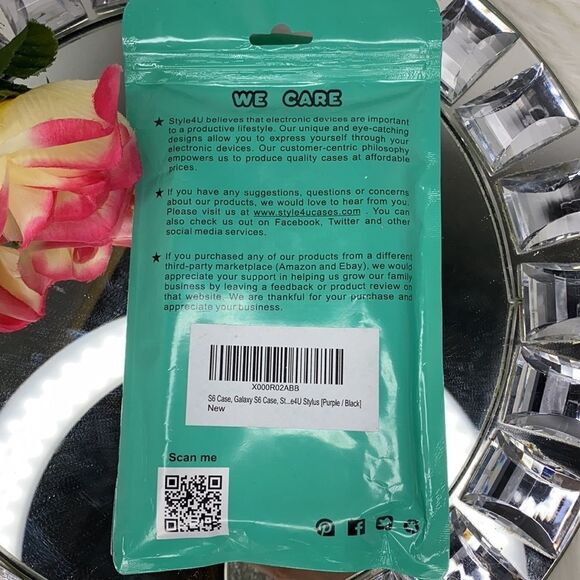 WE CARE
★ Style4U believes that electronic devices are important
to a productive lifestyle. Our unique and eye-catching
designs allow you to express yourself through your
electronic devices. Our customer-centric philosophy
empowers us to produce quality cases at affordable
prices.
★ If you have any suggestions, questions or concerns
about our products, we would love to hear from you.
Please visit us at www.style4ucases.com . You can
also check us out on Facebook, Twitter and other
social media services.
★ If you purchased any of our products from a different
third-party marketplace (Amazon and Ebay), we would
appreciate your support in helping us grow our family
business by leaving a feedback or product review on
that website. We are thankful for your purchase and
appreciate your business.
X000R02ABB
S6 Case, Galaxy S6 Case, St...e4U Stylus [Purple / Black]
New
Scan me